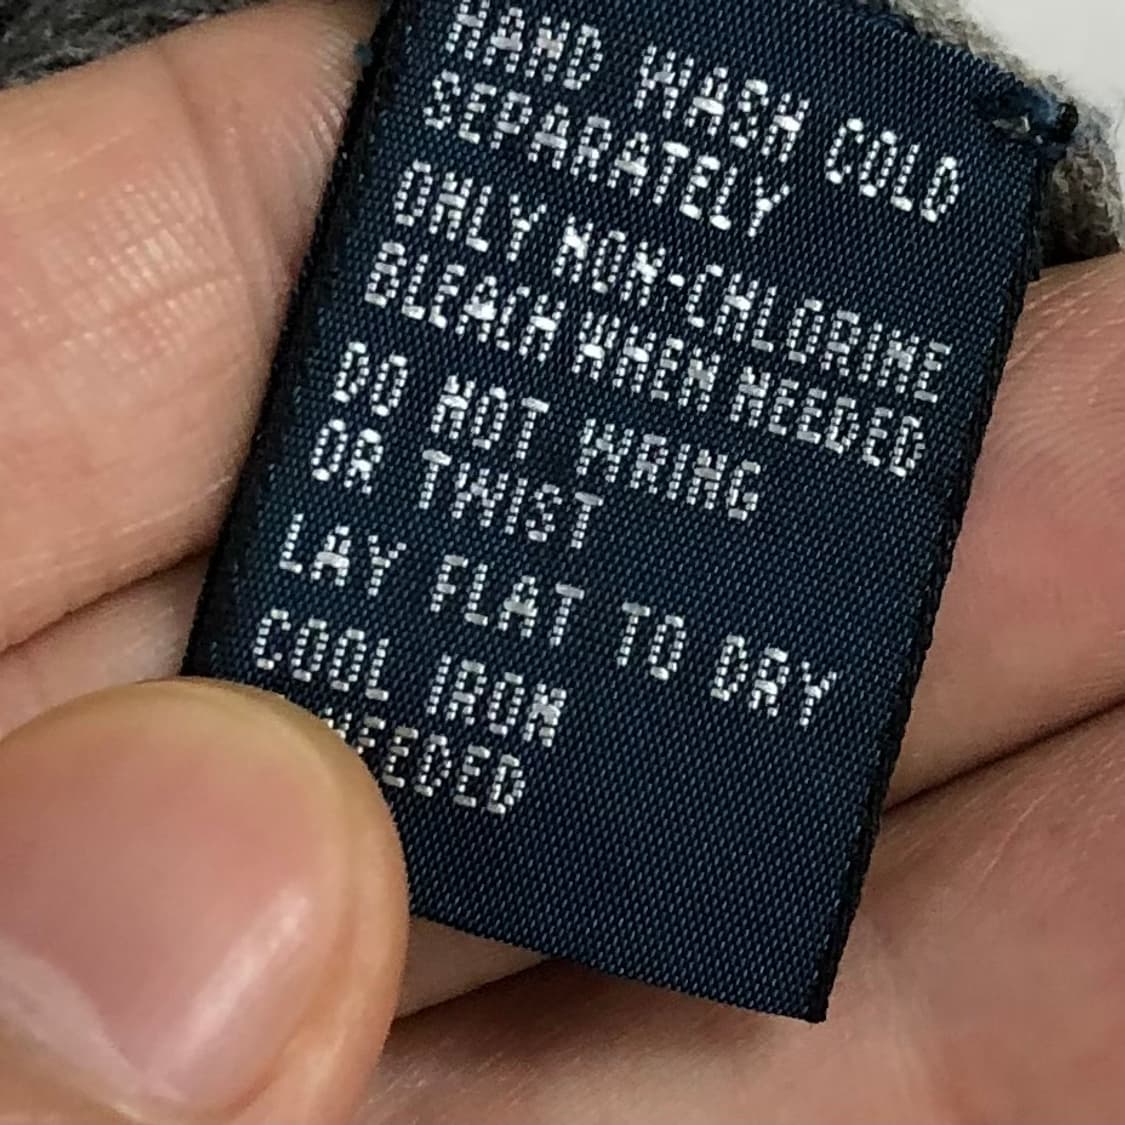 HAND WASH COLD
SEPARATELY
ONLY NON-CHLORINE
BLEACH WHEN NEEDED
DO NOT WRING
OR TWIST
LAY FLAT TO DRY
COOL IRON
NEEDED